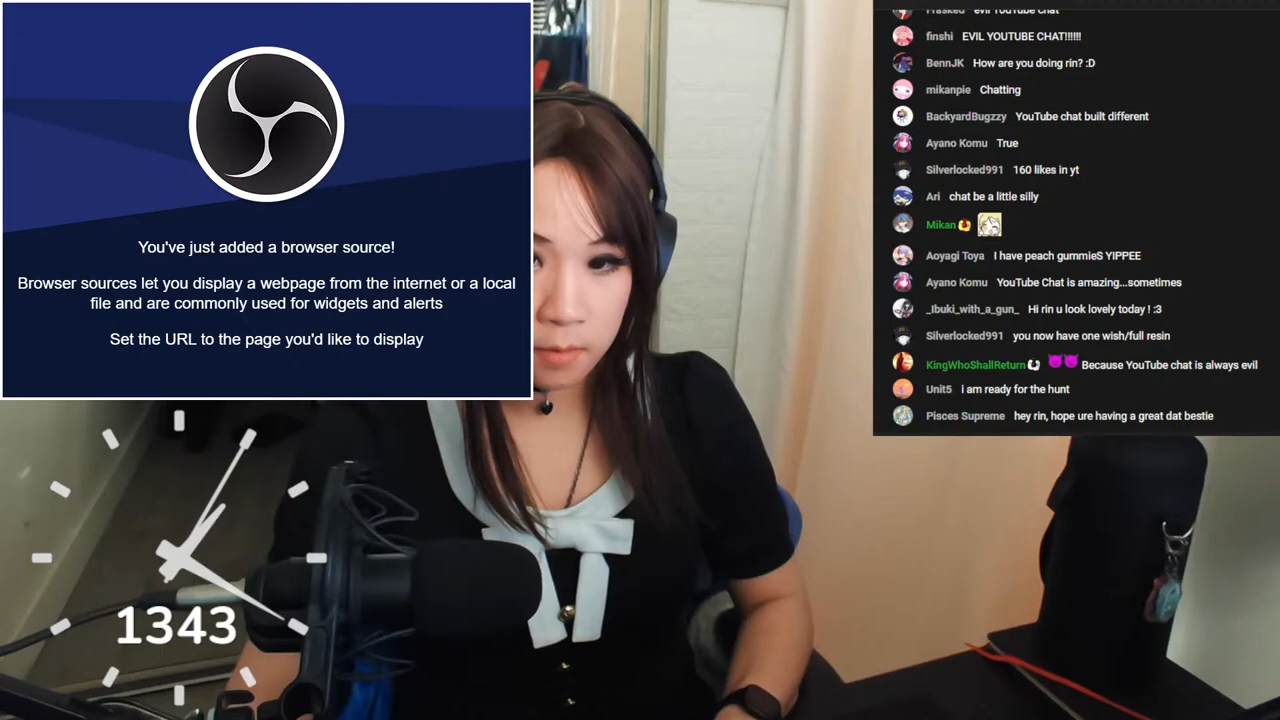 You've just added a browser source!
Browser sources let you display a webpage from the internet or a local
file and are commonly used for widgets and alerts
Set the URL to the page you'd like to display
1343
evil YouTube chat
finshi EVIL YOUTUBE CHAT!!!!!!
BennJK How are you doing rin? :D
mikanpie Chatting
BackyardBugzzy YouTube chat built different
Ayano Komu True
Silverlocked991 160 likes in yt
Ari chat be a little silly
Mikan
Aoyagi Toya I have peach gummieS YIPPEE
Ayano Komu YouTube Chat is amazing...sometimes
_Ibuki_with_a_gun_ Hi rin u look lovely today ! :3
Silverlocked991 you now have one wish/full resin
KingWhoShallReturn 😈😈 Because YouTube chat is always evil
Unit5 i am ready for the hunt
Pisces Supreme hey rin, hope ure having a great dat bestie